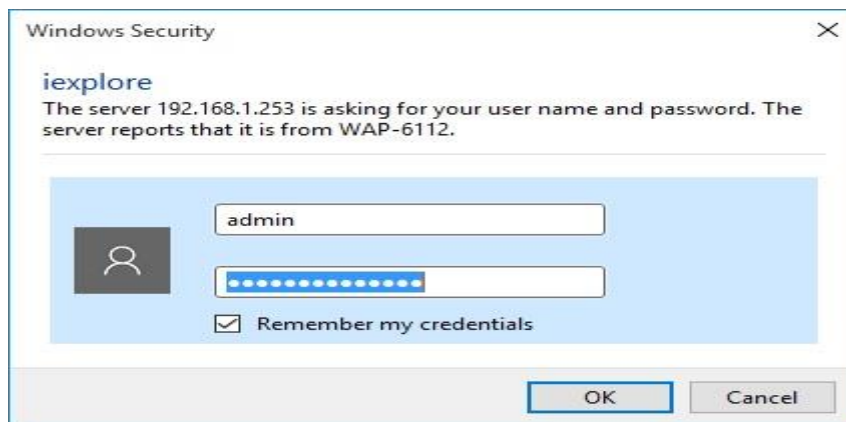 Windows Security
iexplore
The server 192.168.1.253 is asking for your user name and password. The
server reports that it is from WAP-6112.
admin
●●●●●●●●●●●●●●●
Remember my credentials
OK
Cancel